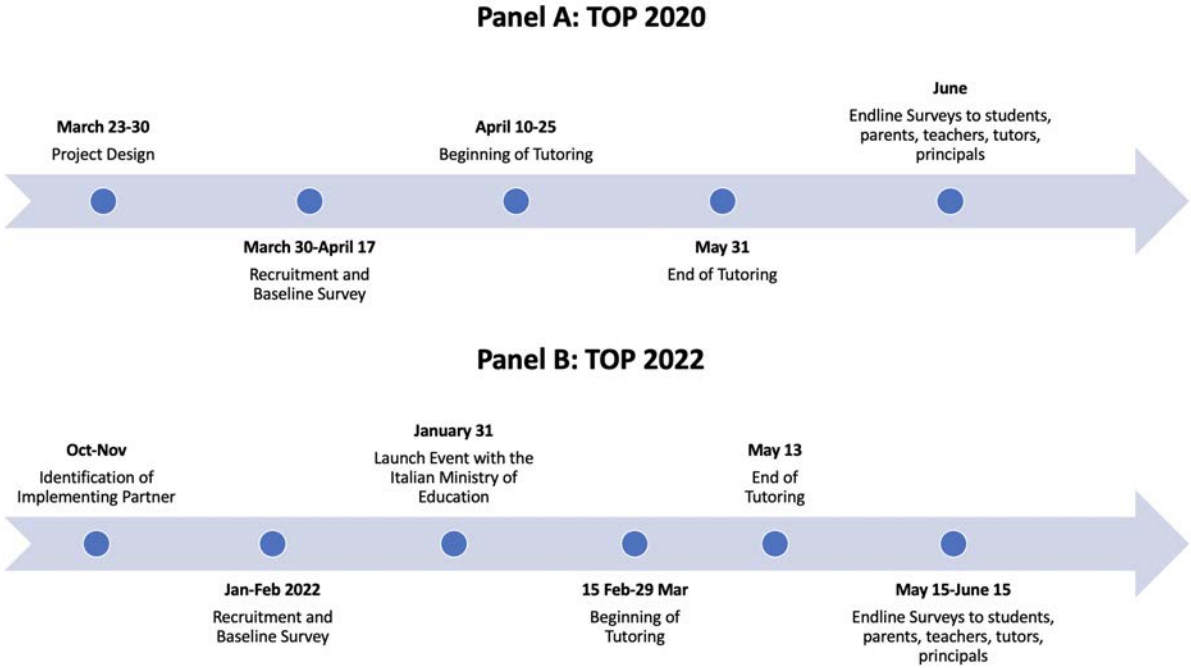 Panel A: TOP 2020
March 23-30
Project Design
March 30-April 17
Recruitment and
Baseline Survey
April 10-25
Beginning of Tutoring
May 31
End of Tutoring
June
Endline Surveys to students,
parents, teachers, tutors,
principals
Panel B: TOP 2022
Oct-Nov
Identification of
Implementing Partner
Jan-Feb 2022
Recruitment and
Baseline Survey
January 31
Launch Event with the
Italian Ministry of
Education
15 Feb-29 Mar
Beginning of
Tutoring
May 13
End of
Tutoring
May 15-June 15
Endline Surveys to students,
parents, teachers, tutors,
principals